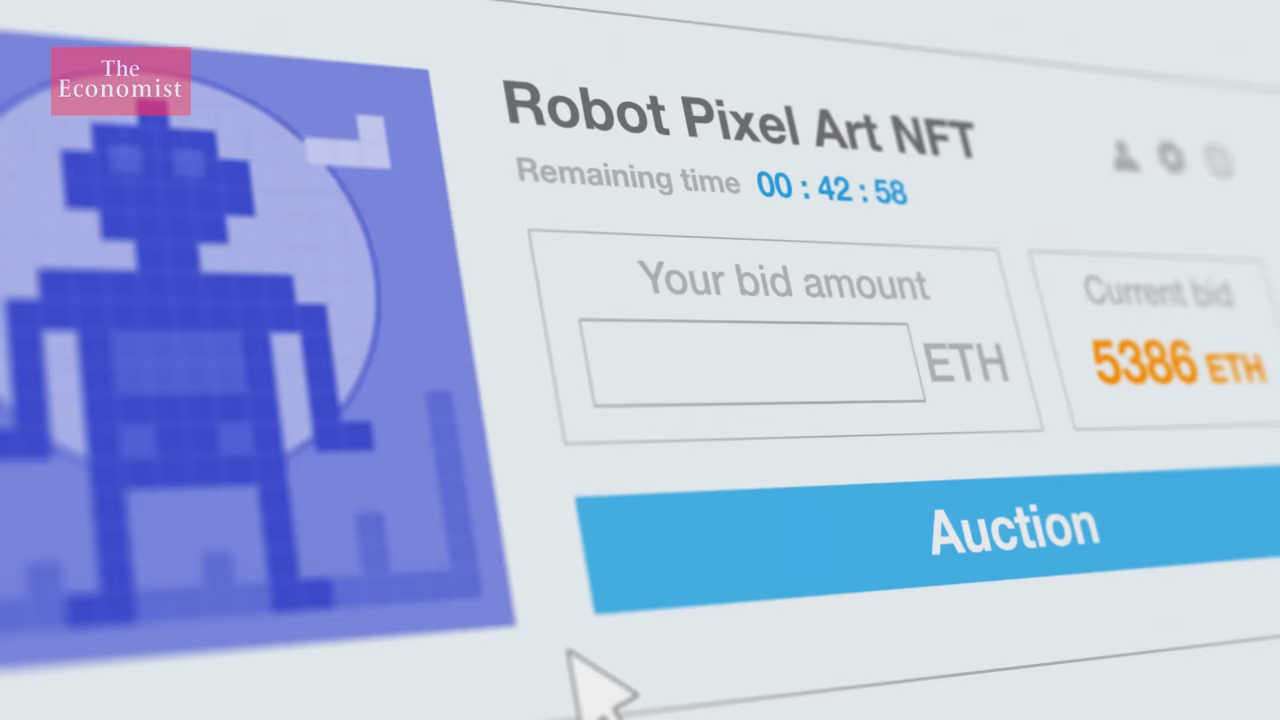 The
Economist
Robot Pixel Art NFT
Remaining time 00 : 42 : 58
Your bid amount
ETH
Current bid
5386 ETH
Auction